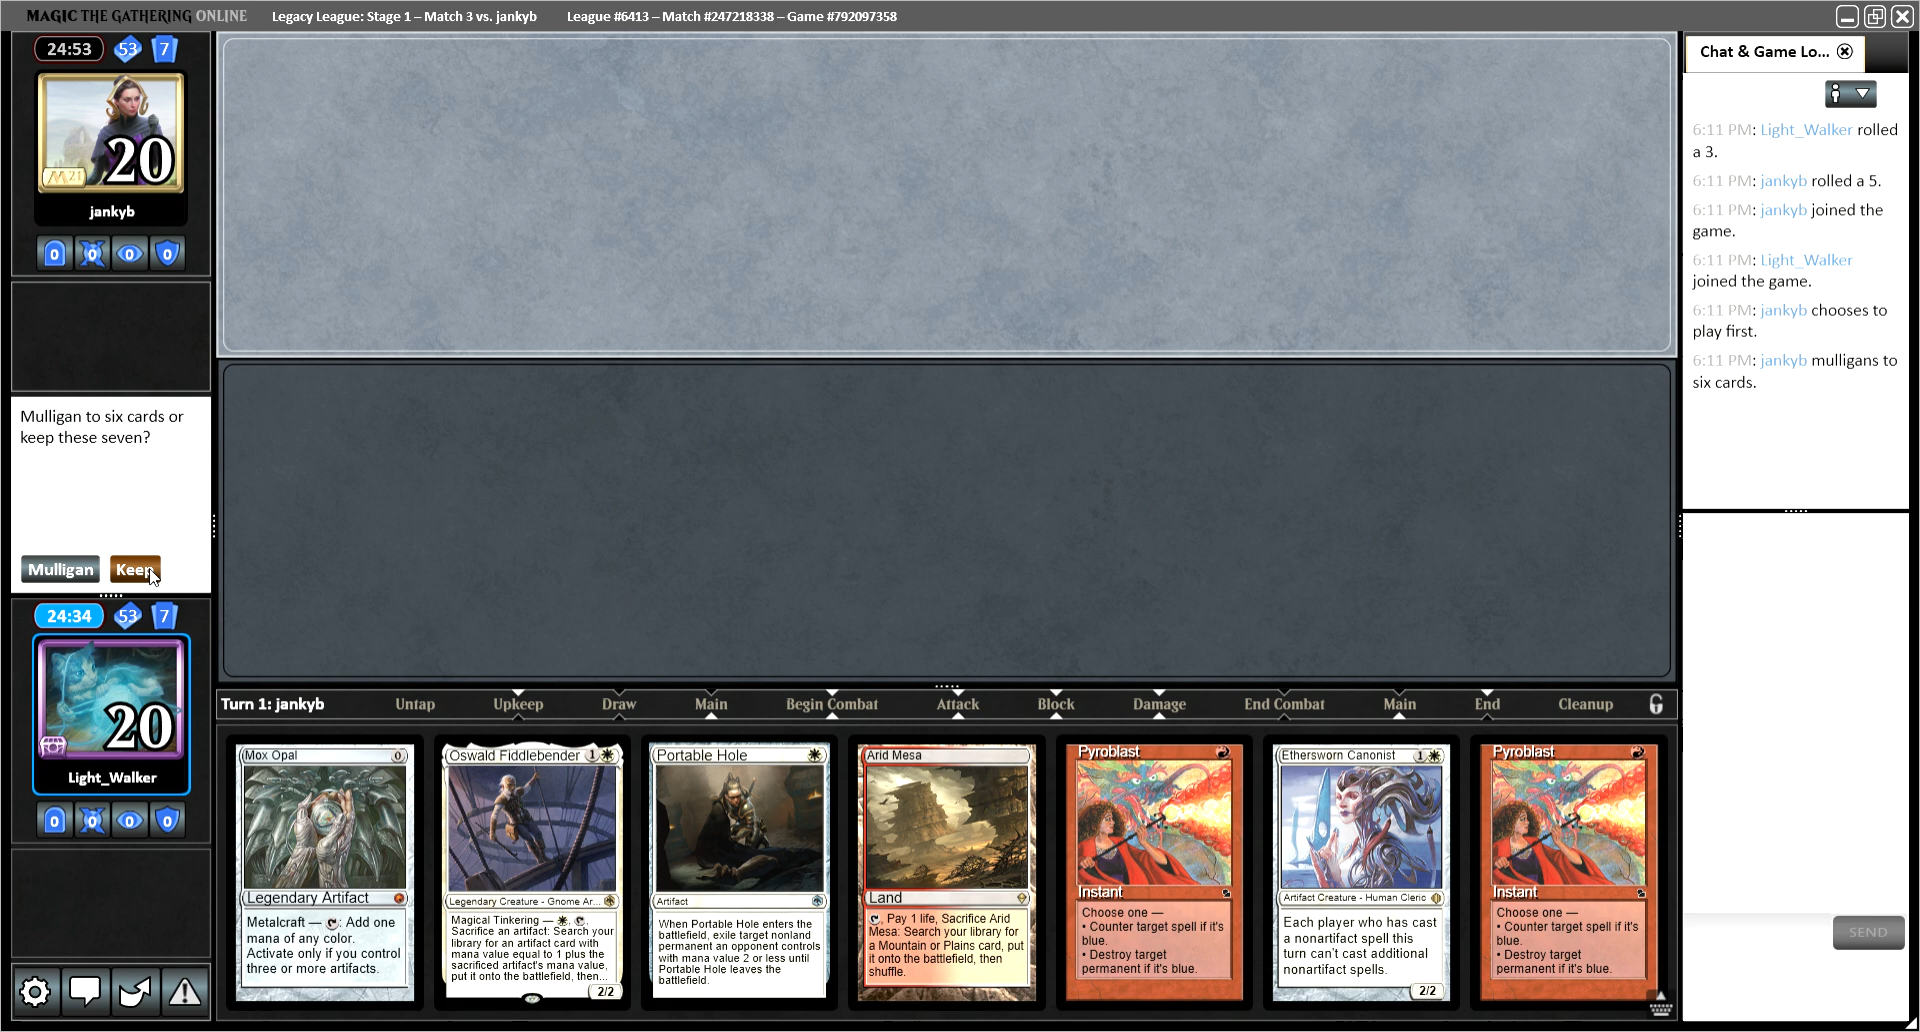 MAGIC THE GATHERING ONLINE
Legacy League: Stage 1 – Match 3 vs. jankyb
League #6413 – Match #247218338 – Game #792097358
24:53
53
7
M21
20
jankyb
0
0
0
0
Mulligan to six cards or
keep these seven?
Mulligan
Keep
24:34
53
7
20
Light_Walker
0
0
0
0
Chat & Game Lo...
6:11 PM: Light_Walker rolled
a 3.
6:11 PM: jankyb rolled a 5.
6:11 PM: jankyb joined the
game.
6:11 PM: Light_Walker
joined the game.
6:11 PM: jankyb chooses to
play first.
6:11 PM: jankyb mulligans to
six cards.
SEND
Turn 1: jankyb
Untap
Upkeep
Draw
Main
Begin Combat
Attack
Block
Damage
End Combat
Main
End
Cleanup
Mox Opal
0
Legendary Artifact
Metalcraft — : Add one
mana of any color.
Activate only if you control
three or more artifacts.
Oswald Fiddlebender
1
Legendary Creature - Gnome Ar...
Magical Tinkering — , ,
Sacrifice an artifact: Search your
library for an artifact card with
mana value equal to 1 plus the
sacrificed artifact's mana value,
put it onto the battlefield, then...
2/2
Portable Hole
Artifact
When Portable Hole enters the
battlefield, exile target nonland
permanent an opponent controls
with mana value 2 or less until
Portable Hole leaves the
battlefield.
Arid Mesa
Land
, Pay 1 life, Sacrifice Arid
Mesa: Search your library for
a Mountain or Plains card, put
it onto the battlefield, then
shuffle.
Pyroblast
Instant
Choose one —
• Counter target spell if it's
blue.
• Destroy target
permanent if it's blue.
Ethersworn Canonist
1
Artifact Creature - Human Cleric
Each player who has cast
a nonartifact spell this
turn can't cast additional
nonartifact spells.
2/2
Pyroblast
Instant
Choose one —
• Counter target spell if it's
blue.
• Destroy target
permanent if it's blue.